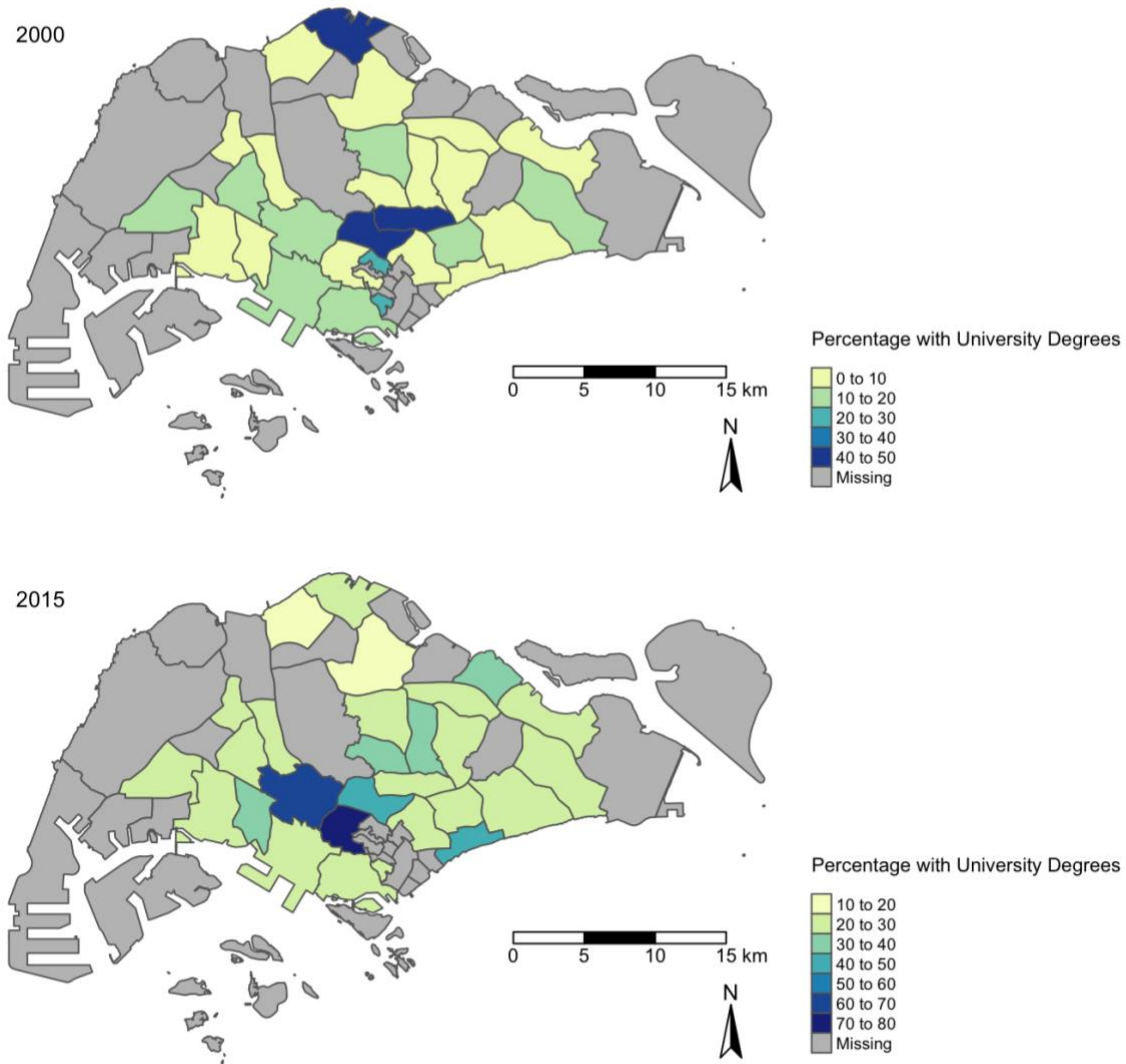 2000
Percentage with University Degrees
0 to 10
10 to 20
20 to 30
30 to 40
40 to 50
Missing
0 5 10 15 km
N
2015
Percentage with University Degrees
10 to 20
20 to 30
30 to 40
40 to 50
50 to 60
60 to 70
70 to 80
Missing
0 5 10 15 km
N